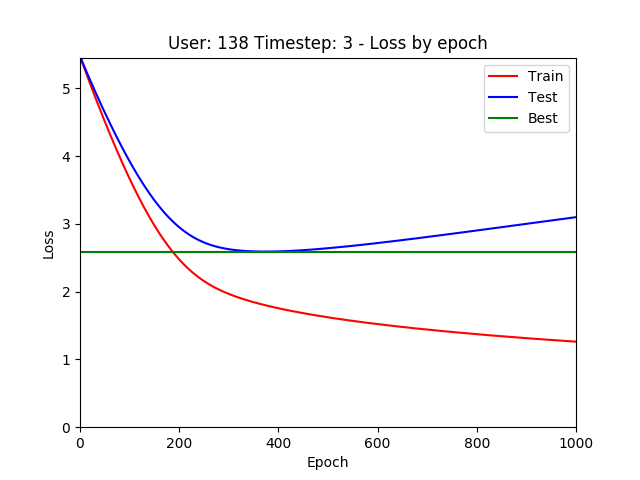 User: 138 Timestep: 3 - Loss by epoch
Train
Test
Best
5
4
3
2
1
0
Loss
0 200 400 600 800 1000
Epoch